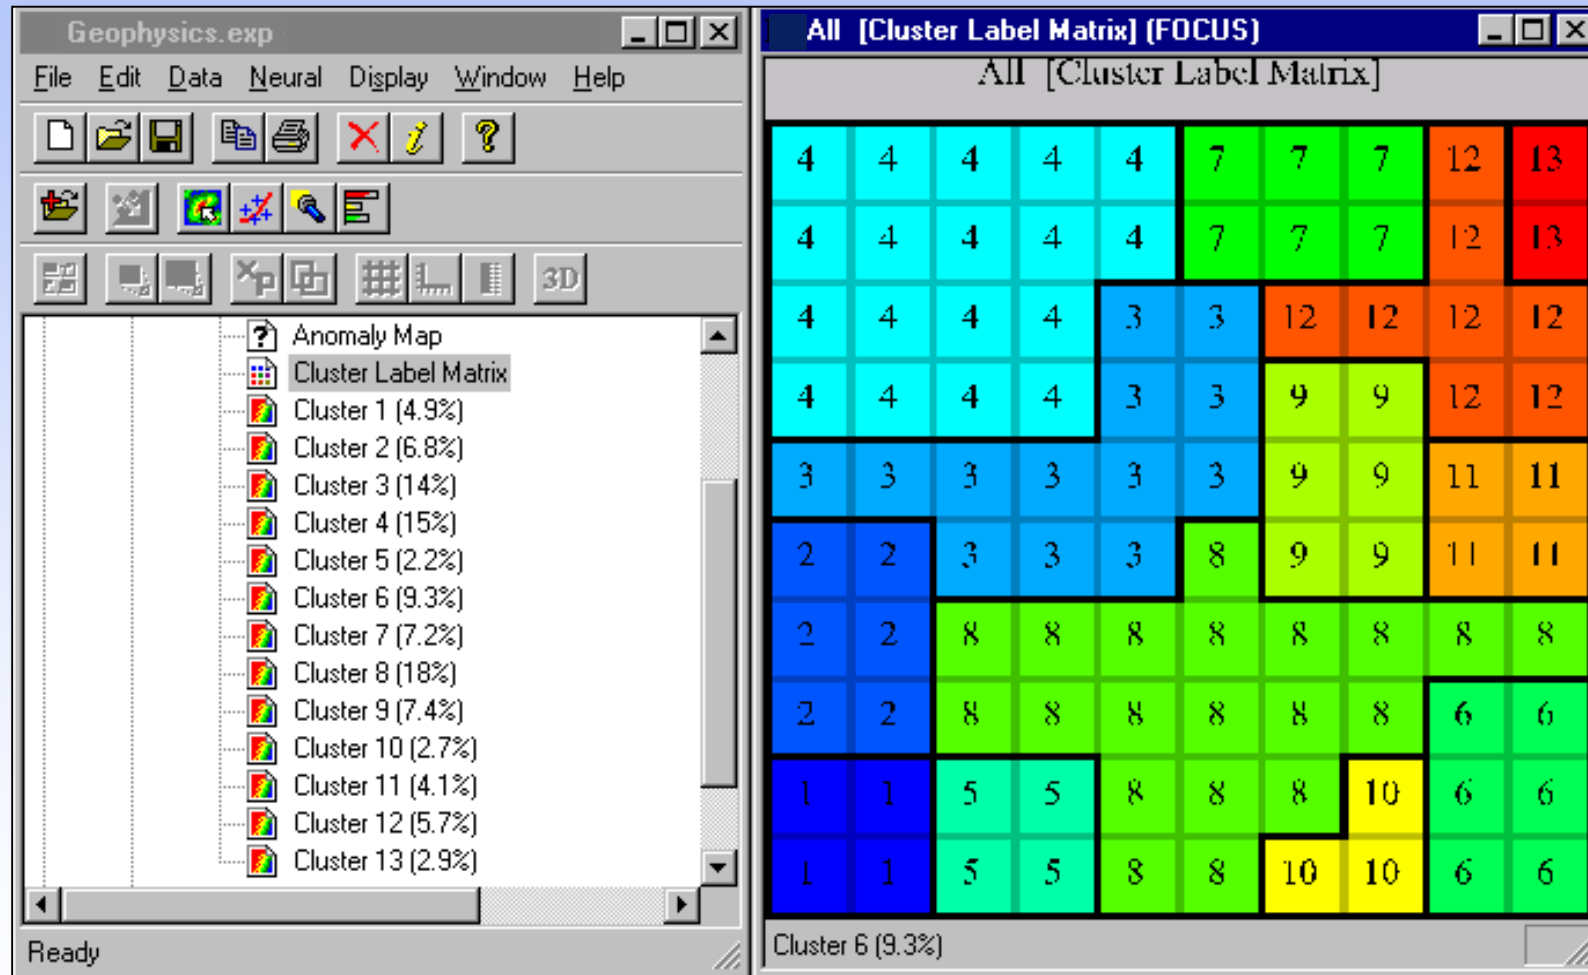 Geophysics.exp
File Edit Data Neural Display Window Help
3D
Anomaly Map
Cluster Label Matrix
Cluster 1 (4.9%)
Cluster 2 (6.8%)
Cluster 3 (14%)
Cluster 4 (15%)
Cluster 5 (2.2%)
Cluster 6 (9.3%)
Cluster 7 (7.2%)
Cluster 8 (18%)
Cluster 9 (7.4%)
Cluster 10 (2.7%)
Cluster 11 (4.1%)
Cluster 12 (5.7%)
Cluster 13 (2.9%)
Ready
All [Cluster Label Matrix] (FOCUS)
All [Cluster Label Matrix]
4 4 4 4 4 7 7 7 12 13
4 4 4 4 4 7 7 7 12 13
4 4 4 4 3 3 12 12 12 12
4 4 4 4 3 3 9 9 12 12
3 3 3 3 3 3 9 9 11 11
2 2 3 3 3 8 9 9 11 11
2 2 8 8 8 8 8 8 8 8
2 2 8 8 8 8 8 8 6 6
1 1 5 5 8 8 8 10 6 6
1 1 5 5 8 8 10 10 6 6
Cluster 6 (9.3%)